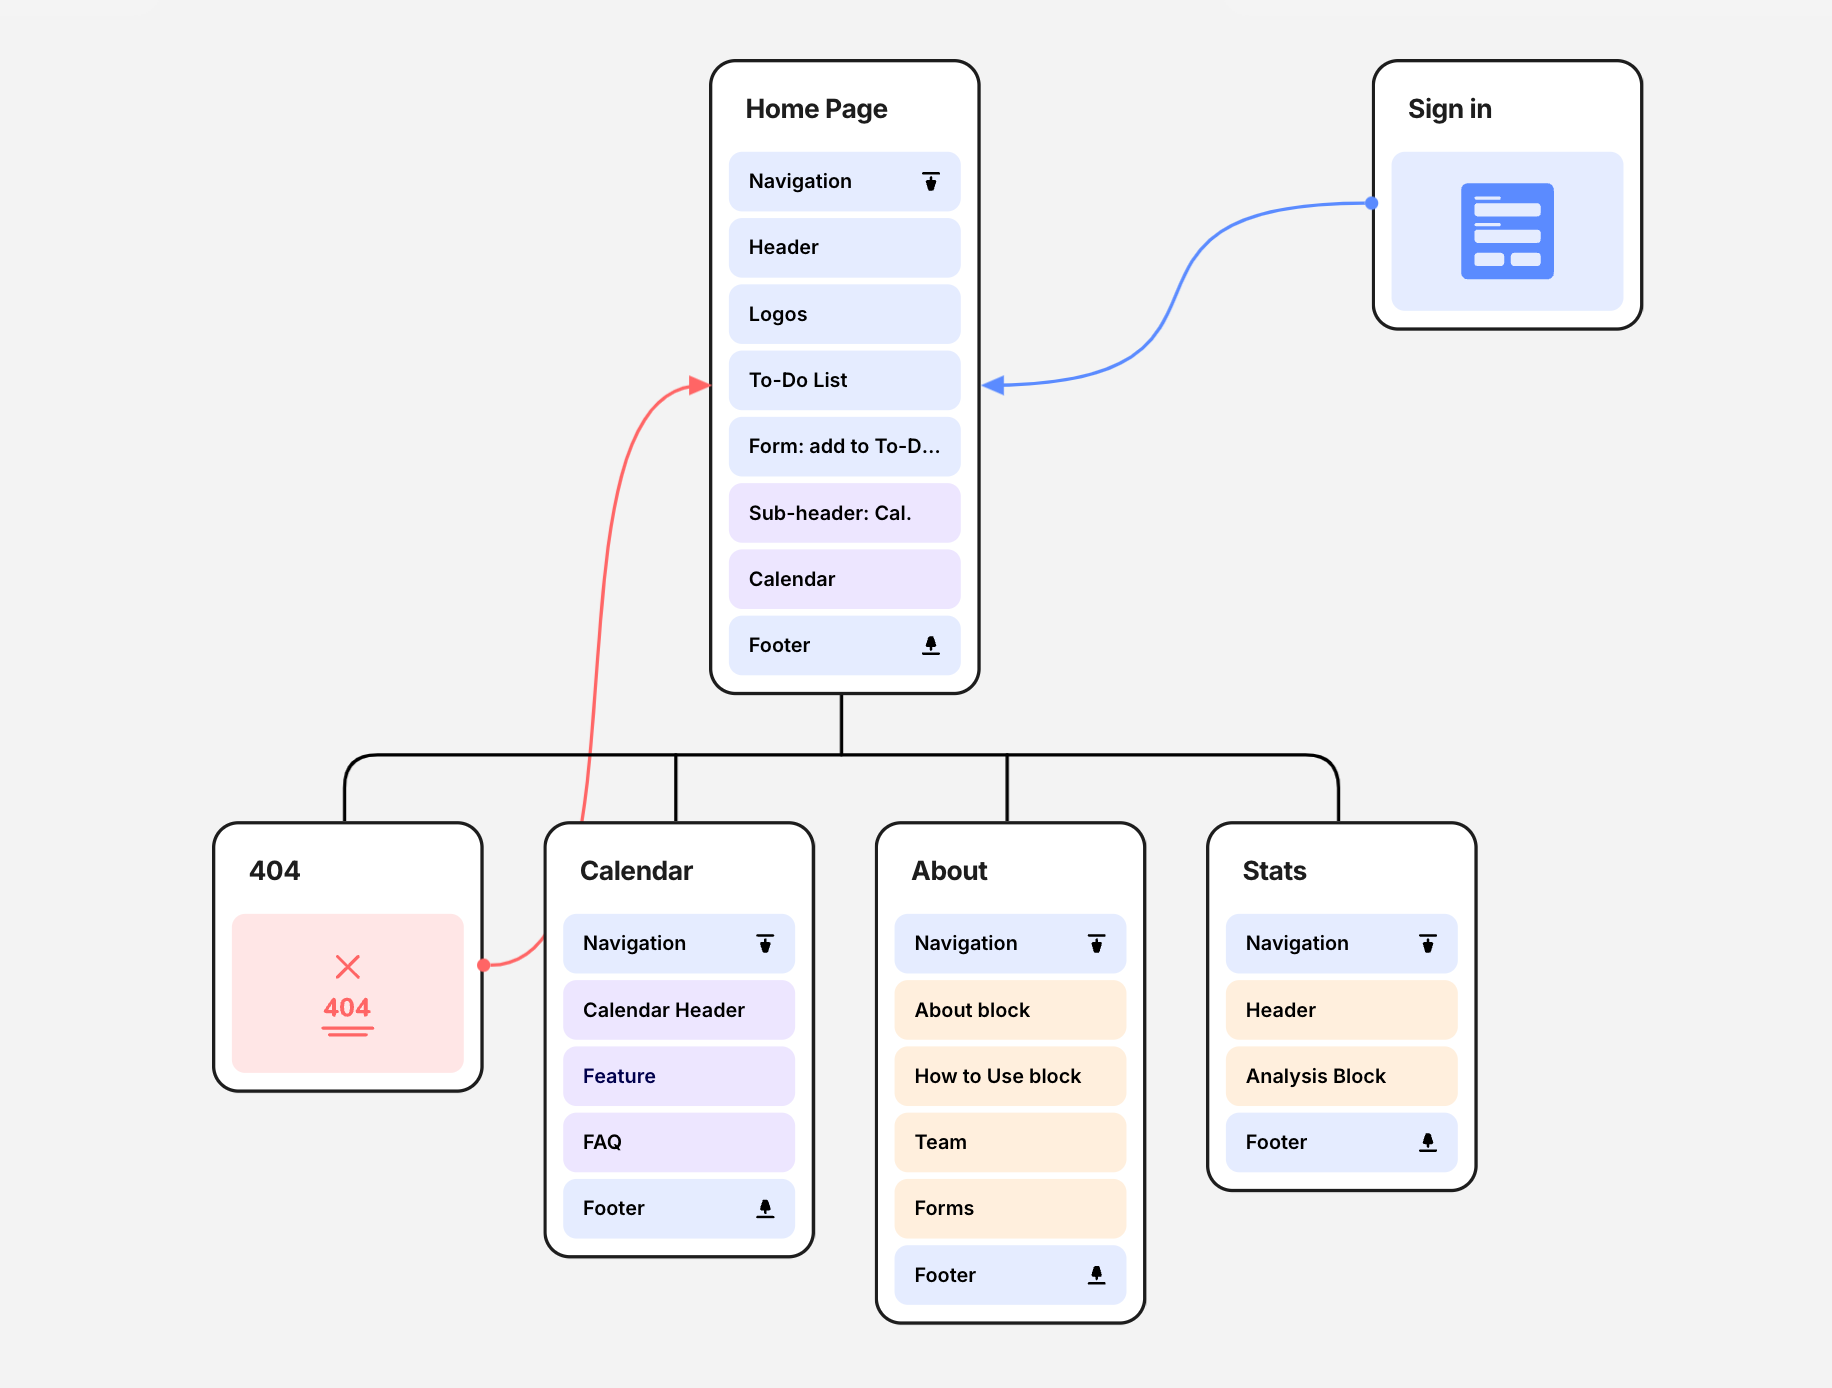 Home Page
Navigation
Header
Logos
To-Do List
Form: add to To-D...
Sub-header: Cal.
Calendar
Footer
Sign in
404
404
Calendar
Navigation
Calendar Header
Feature
FAQ
Footer
About
Navigation
About block
How to Use block
Team
Forms
Footer
Stats
Navigation
Header
Analysis Block
Footer